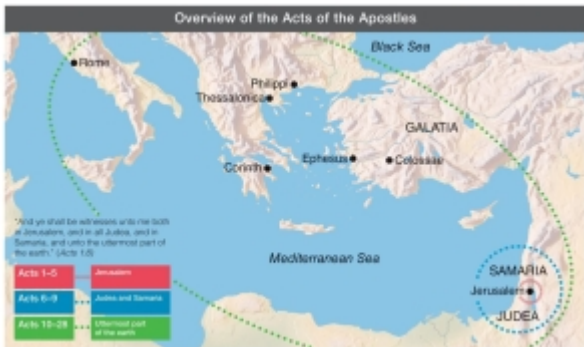 Overview of the Acts of the Apostles
Black Sea
Rome
Philippi
Thessalonica
GALATIA
Ephesus
Colossae
Corinth
"And ye shall be witnesses unto me both
in Jerusalem, and in all Judea, and in
Samaria, and unto the uttermost part of
the earth." (Acts 1:8)
Mediterranean Sea
SAMARIA
Jerusalem
JUDEA
Acts 1–5 Jerusalem
Acts 6–9 Judea and Samaria
Acts 10–28 Uttermost part
of the earth